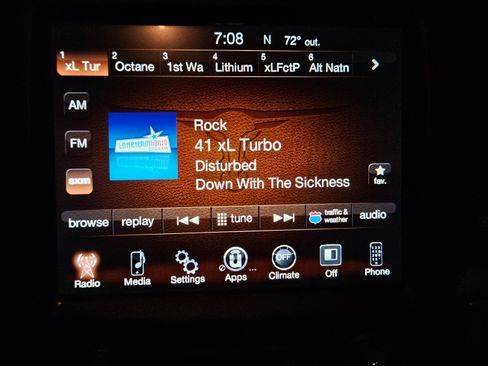 7:08 N 72° out.
1 xL Tur 2 Octane 3 1st Wa 4 Lithium 5 xLFctP 6 Alt Natn
AM
FM
sxm
Rock
41 xL Turbo
Disturbed
Down With The Sickness
fav.
browse replay tune traffic & weather audio
OFF
Radio Media Settings Apps ... Climate Off Phone